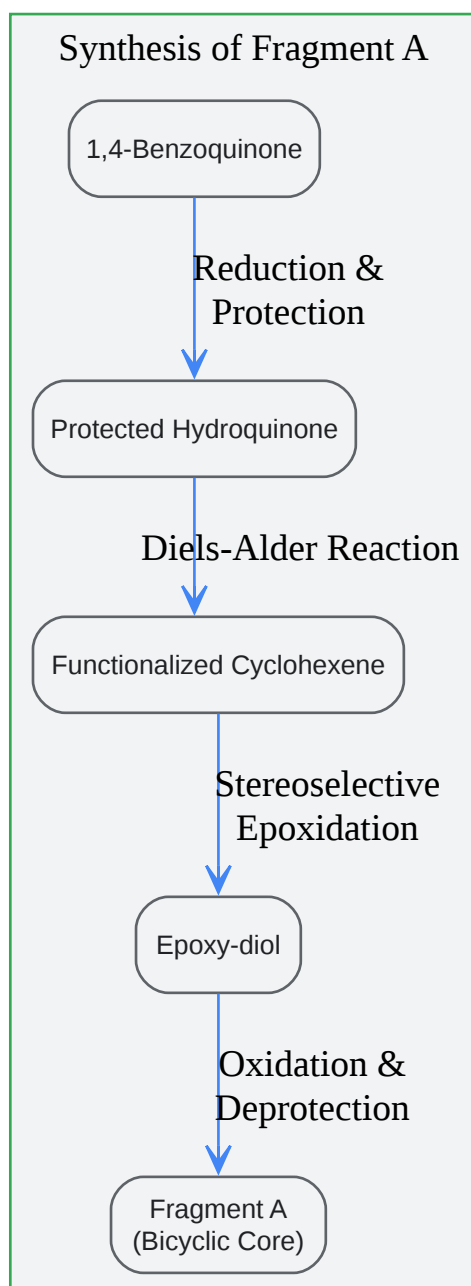 Synthesis of Fragment A
1,4-Benzoquinone
Reduction &
Protection
Protected Hydroquinone
Diels-Alder Reaction
Functionalized Cyclohexene
Stereoselective
Epoxidation
Epoxy-diol
Oxidation &
Deprotection
Fragment A
(Bicyclic Core)